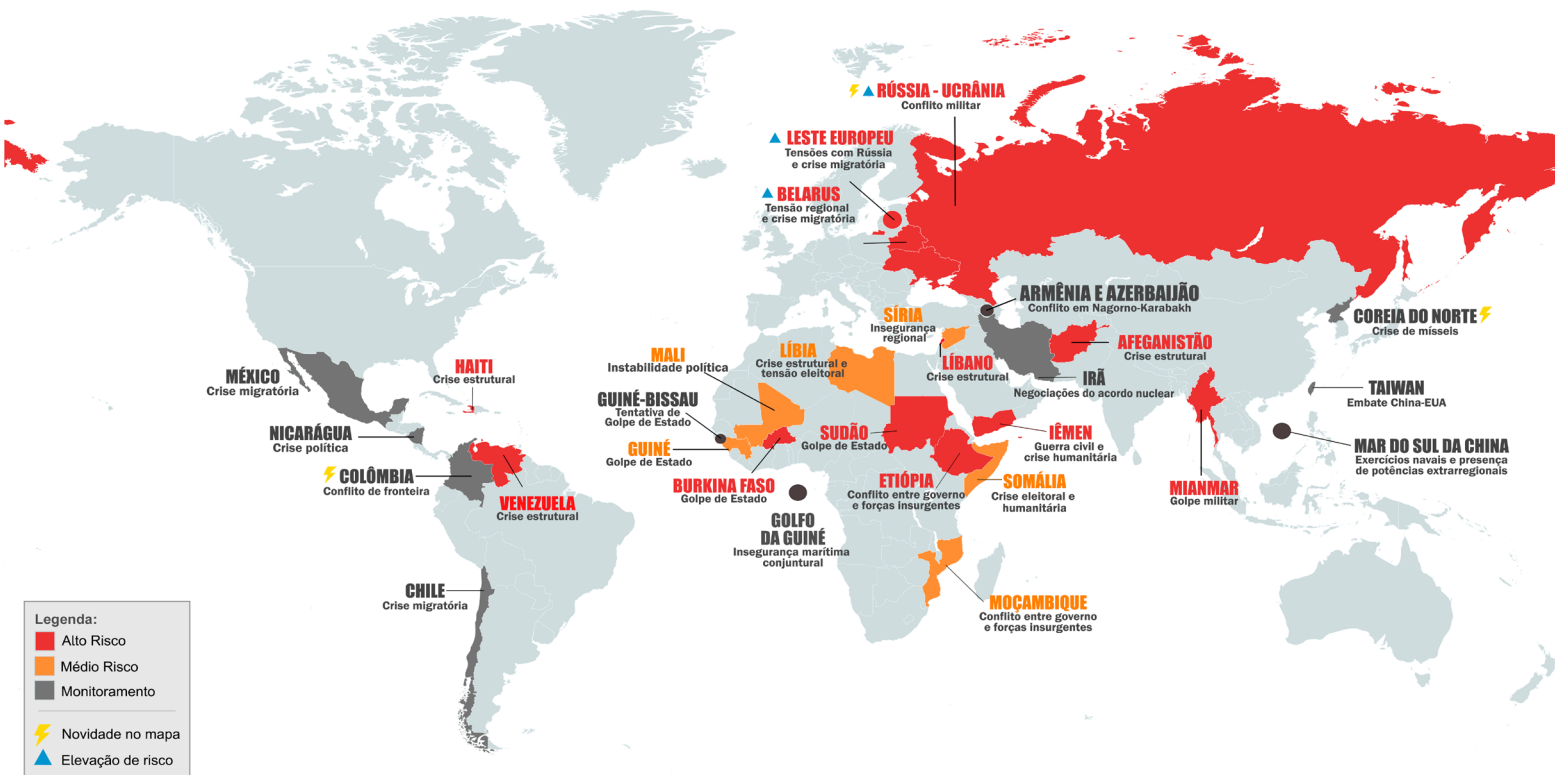 RÚSSIA - UCRÂNIA
Conflito militar
LESTE EUROPEU
Tensões com Rússia
e crise migratória
BELARUS
Tensão regional
e crise migratória
ARMÊNIA E AZERBAIJÃO
Conflito em Nagorno-Karabakh
COREIA DO NORTE
Crise de mísseis
SÍRIA
Insegurança
regional
AFEGANISTÃO
Crise estrutural
LÍBANO
Crise estrutural
IRÃ
Negociações do acordo nuclear
TAIWAN
Embate China-EUA
LÍBIA
Crise estrutural e
tensão eleitoral
MALI
Instabilidade política
HAITI
Crise estrutural
MÉXICO
Crise migratória
GUINÉ-BISSAU
Tentativa de
Golpe de Estado
NICARÁGUA
Crise política
GUINÉ
Golpe de Estado
SUDÃO
Golpe de Estado
IÊMEN
Guerra civil e
crise humanitária
MAR DO SUL DA CHINA
Exercícios navais e presença
de potências extrarregionais
COLÔMBIA
Conflito de fronteira
VENEZUELA
Crise estrutural
BURKINA FASO
Golpe de Estado
ETIÓPIA
Conflito entre governo
e forças insurgentes
SOMÁLIA
Crise eleitoral e
humanitária
MIANMAR
Golpe militar
GOLFO
DA GUINÉ
Insegurança marítima
conjuntural
CHILE
Crise migratória
MOÇAMBIQUE
Conflito entre governo
e forças insurgentes
Legenda:
Alto Risco
Médio Risco
Monitoramento
Novidade no mapa
Elevação de risco